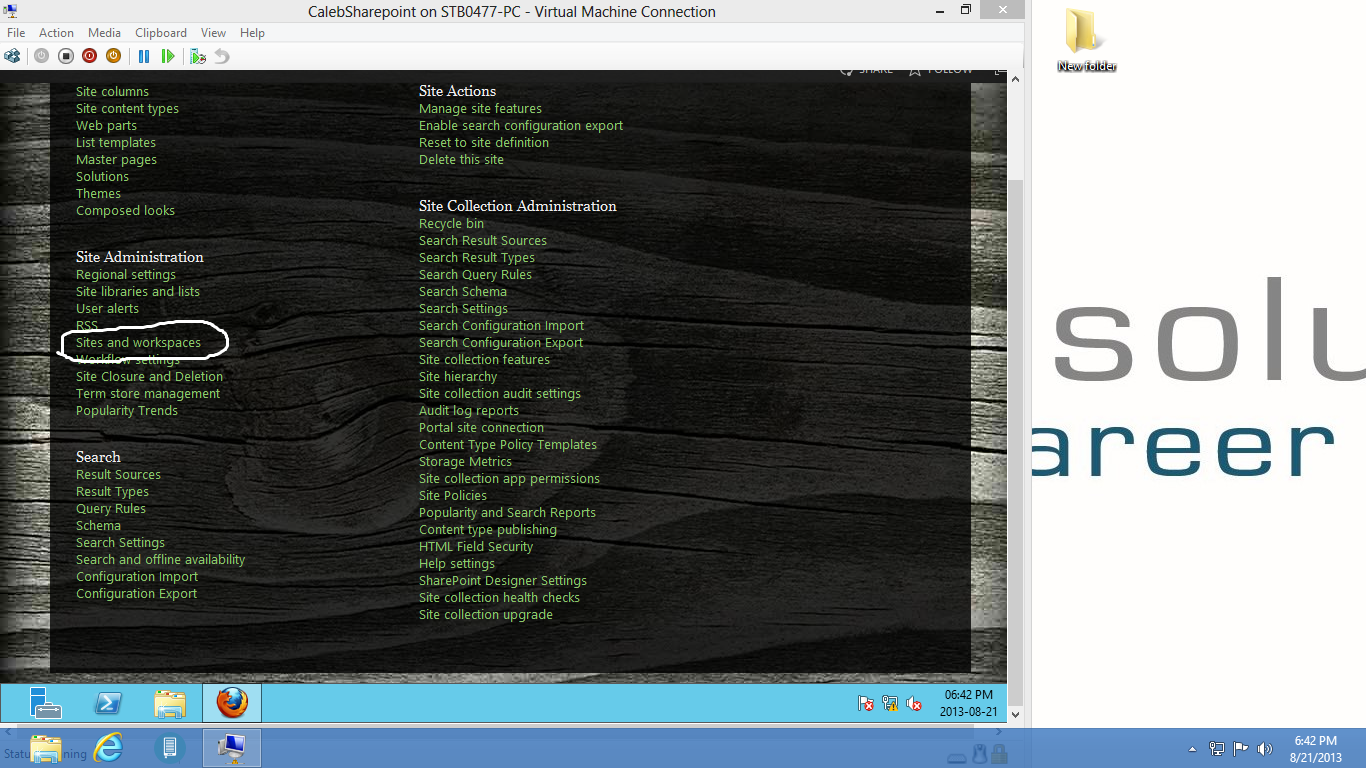 CalebSharepoint on STB0477-PC - Virtual Machine Connection
File Action Media Clipboard View Help
SHARE FOLLOW
Site columns
Site content types
Web parts
List templates
Master pages
Solutions
Themes
Composed looks
Site Administration
Regional settings
Site libraries and lists
User alerts
RSS
Sites and workspaces
Workflow settings
Site Closure and Deletion
Term store management
Popularity Trends
Search
Result Sources
Result Types
Query Rules
Schema
Search Settings
Search and offline availability
Configuration Import
Configuration Export
Site Actions
Manage site features
Enable search configuration export
Reset to site definition
Delete this site
Site Collection Administration
Recycle bin
Search Result Sources
Search Result Types
Search Query Rules
Search Schema
Search Settings
Search Configuration Import
Search Configuration Export
Site collection features
Site hierarchy
Site collection audit settings
Audit log reports
Portal site connection
Content Type Policy Templates
Storage Metrics
Site collection app permissions
Site Policies
Popularity and Search Reports
Content type publishing
HTML Field Security
Help settings
SharePoint Designer Settings
Site collection health checks
Site collection upgrade
06:42 PM
2013-08-21
New folder
solu
areer
6:42 PM
8/21/2013